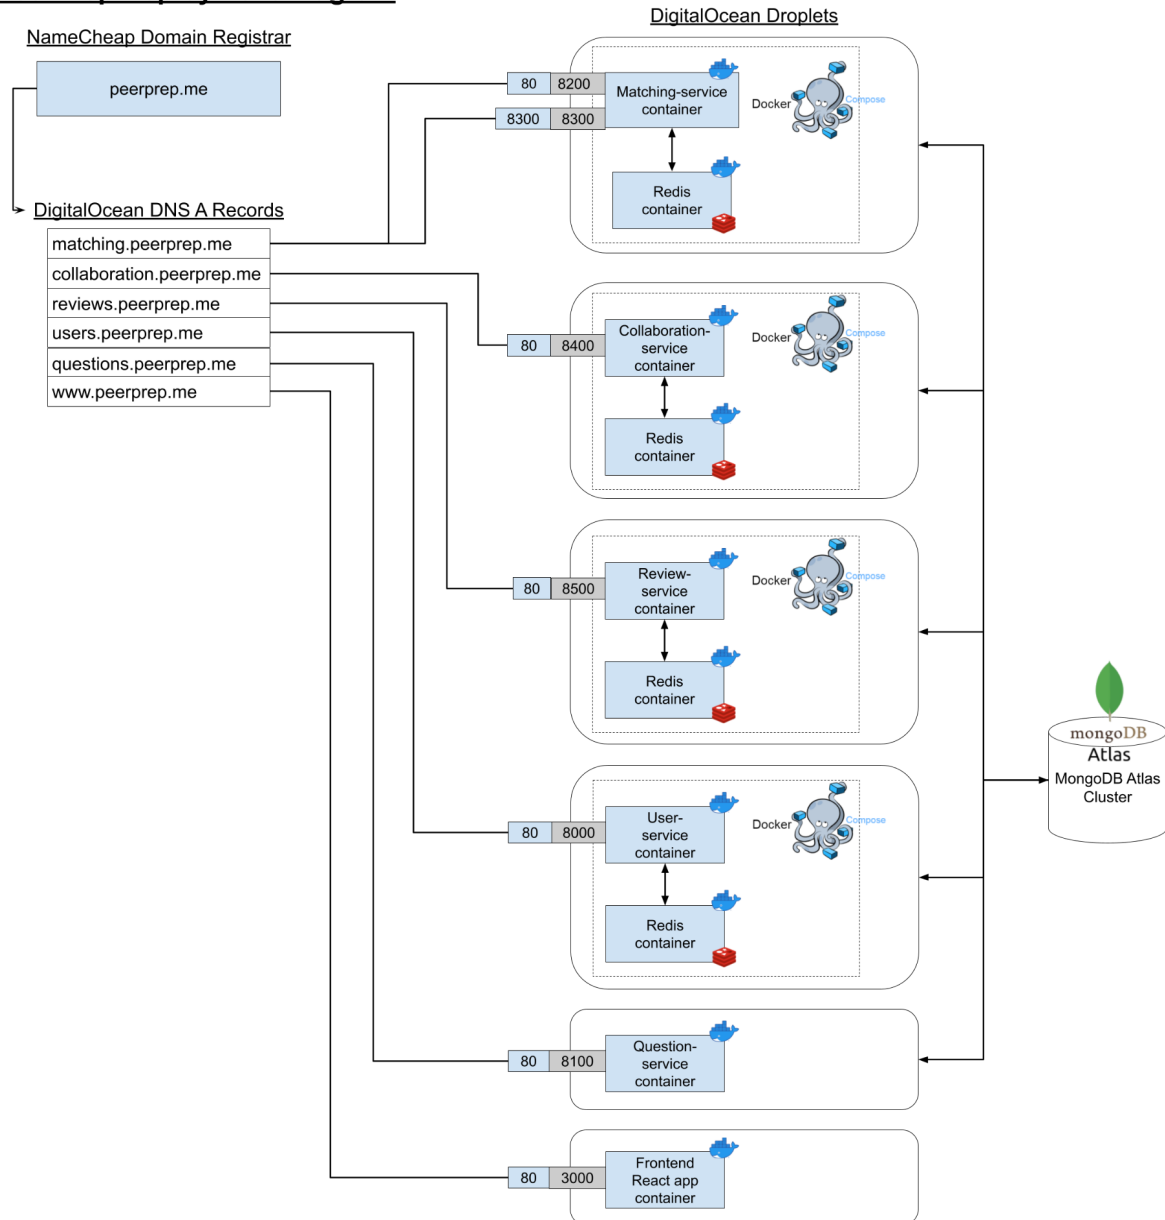 DigitalOcean Droplets
NameCheap Domain Registrar
peerprep.me
DigitalOcean DNS A Records
matching.peerprep.me
collaboration.peerprep.me
reviews.peerprep.me
users.peerprep.me
questions.peerprep.me
www.peerprep.me
80 8200
8300 8300
Matching-service
container
Docker
Compose
Redis
container
80 8400
Collaboration-
service
container
Docker
Compose
Redis
container
80 8500
Review-
service
container
Docker
Compose
Redis
container
80 8000
User-
service
container
Docker
Compose
Redis
container
80 8100
Question-
service
container
80 3000
Frontend
React app
container
mongoDB
Atlas
MongoDB Atlas
Cluster